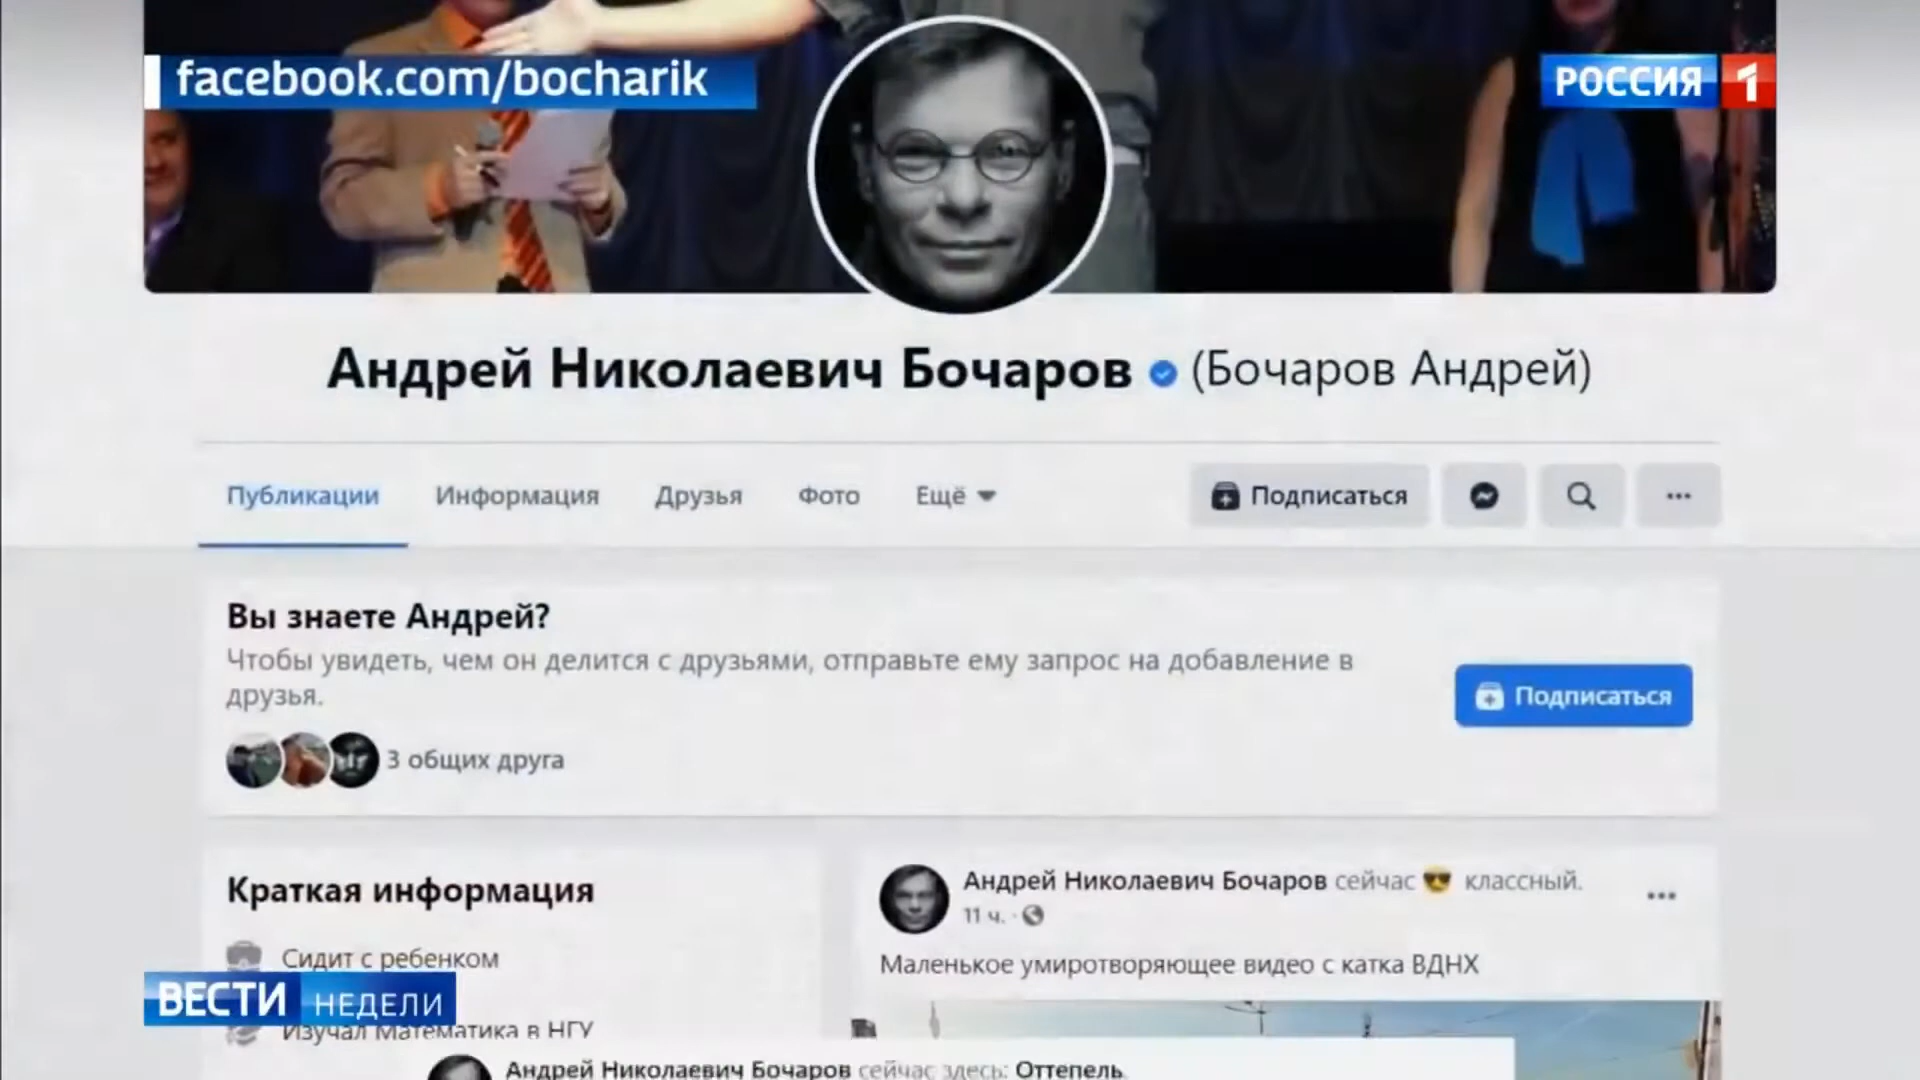 facebook.com/bocharik
РОССИЯ 1
Андрей Николаевич Бочаров (Бочаров Андрей)
Публикации Информация Друзья Фото Ещё Подписаться
Вы знаете Андрей?
Чтобы увидеть, чем он делится с друзьями, отправьте ему запрос на добавление в
друзья.
Подписаться
3 общих друга
Краткая информация
Сидит с ребенком
Изучал Математика в НГУ
Андрей Николаевич Бочаров сейчас 😎 классный.
11 ч.
Маленькое умиротворяющее видео с катка ВДНХ
ВЕСТИ НЕДЕЛИ
Андрей Николаевич Бочаров сейчас здесь: Оттепель.